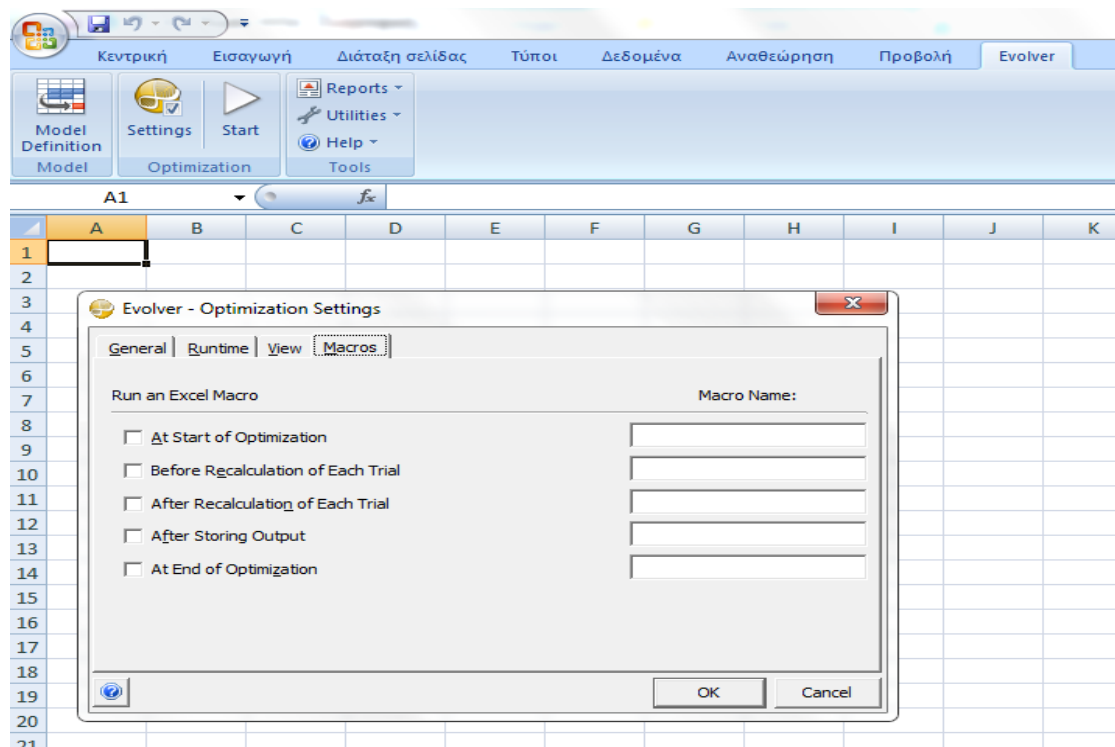 Κεντρική Εισαγωγή Διάταξη σελίδας Τύποι Δεδομένα Αναθεώρηση Προβολή Evolver
Model Definition
Settings
Start
Reports
Utilities
Help
Model Optimization Tools
A1 fx
A B C D E F G H I J K
1
2
3
4
5
6
7
8
9
10
11
12
13
14
15
16
17
18
19
20
21
Evolver - Optimization Settings
General Runtime View Macros
Run an Excel Macro Macro Name:
At Start of Optimization
Before Recalculation of Each Trial
After Recalculation of Each Trial
After Storing Output
At End of Optimization
OK Cancel